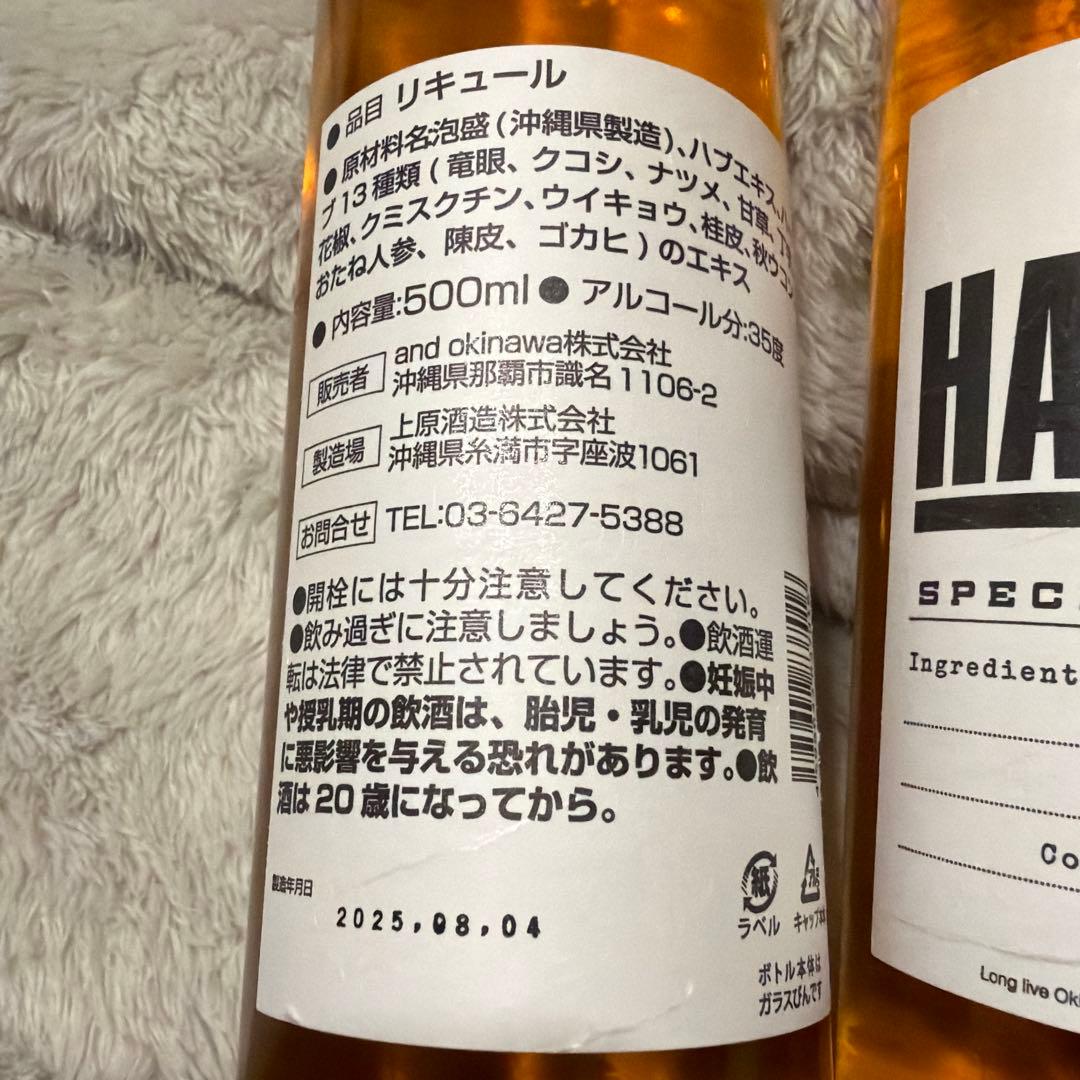 ●品目 リキュール
●原材料名:泡盛(沖縄県製造)、ハブエキス、ハ
ブ13種類(竜眼、クコシ、ナツメ、甘草、丁
花椒、クミスクチン、ウイキョウ、桂皮、秋ウコン
おたね人参、陳皮、ゴカヒ)のエキス
●内容量:500ml●アルコール分:35度
販売者 and okinawa株式会社
沖縄県那覇市識名1106-2
製造場 上原酒造株式会社
沖縄県糸満市字座波1061
お問合せ TEL:03-6427-5388
●開栓には十分注意してください。
●飲み過ぎに注意しましょう。●飲酒運
転は法律で禁止されています。●妊娠中
や授乳期の飲酒は、胎児・乳児の発育
に悪影響を与える恐れがあります。●飲
酒は20歳になってから。
製造年月日
2025.08.04
紙
ラベル
アルミ
キャップ
ボトル本体は
ガラスびんです
HA
SPEC
Ingredient
Co
Long live Ok